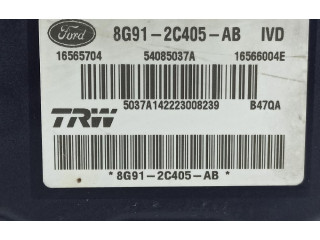 Ford 8G91-2C405-AB IVD
16565704 54085037A 16566004E
5037A142223008239 B47QA
TRW
*8G91-2C405-AB*